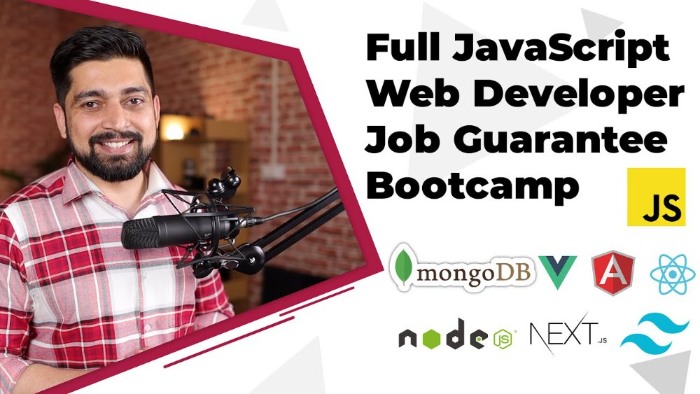 Full JavaScript
Web Developer
Job Guarantee
Bootcamp
JS
mongoDB
A
node
JS
NEXT
.JS